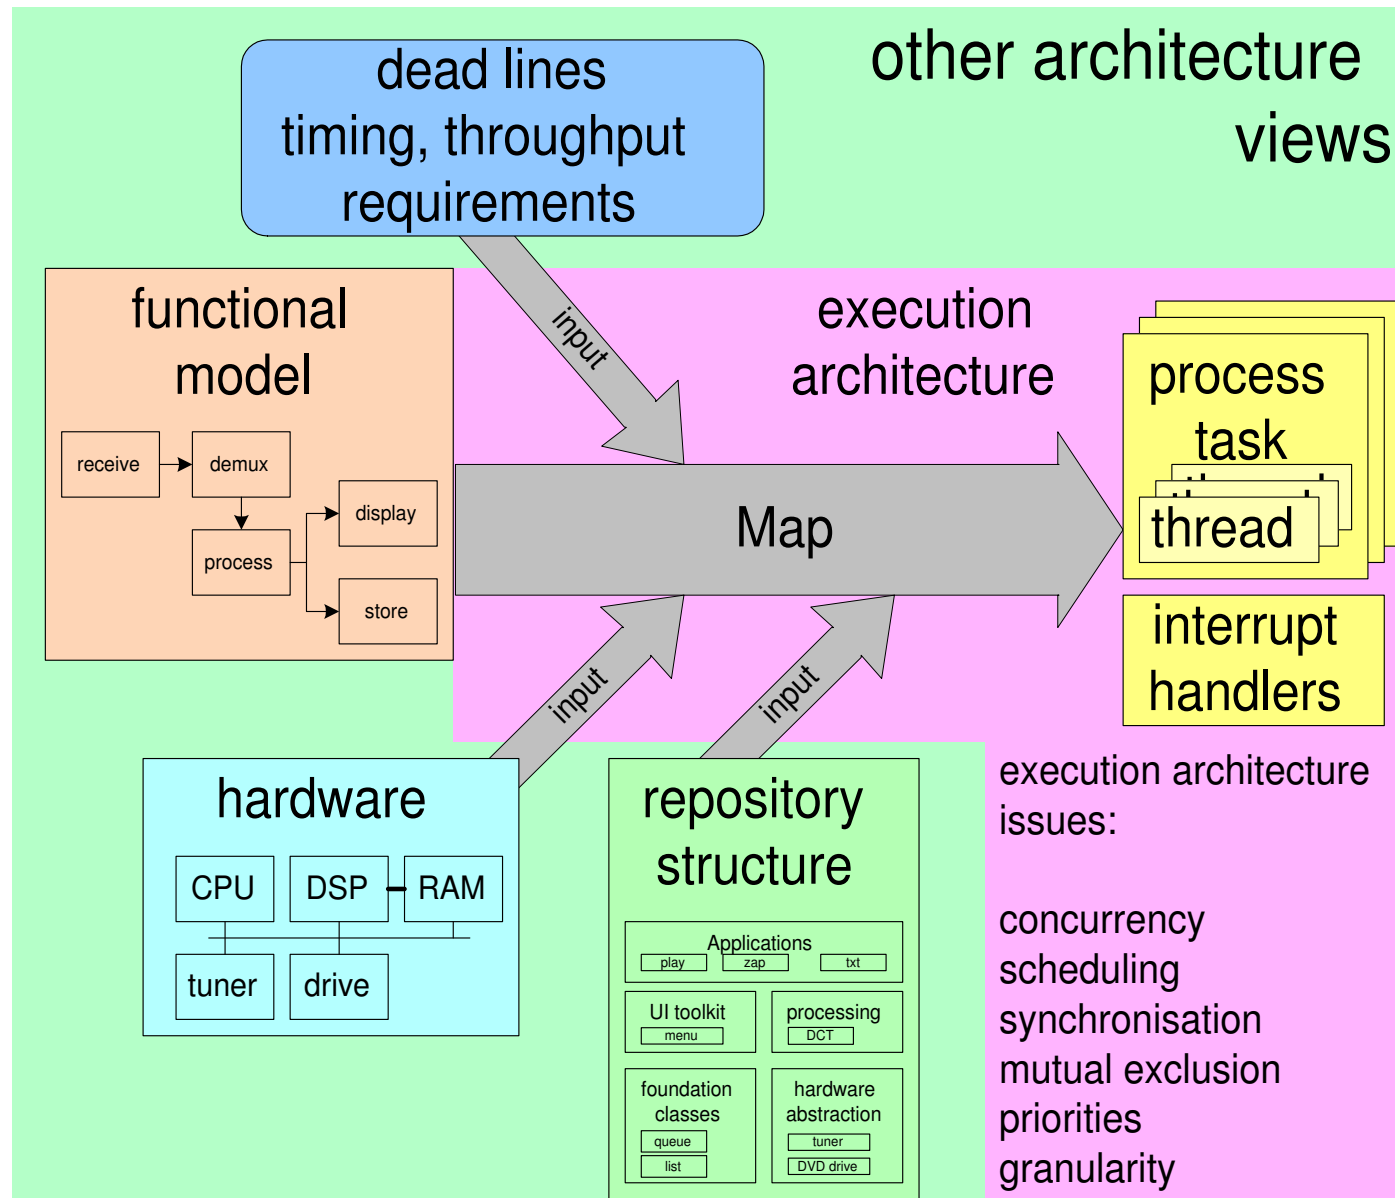 other architecture
views
dead lines
timing, throughput
requirements
functional
model
receive
demux
process
display
store
input
execution
architecture
Map
process
task
thread
interrupt
handlers
input
input
hardware
CPU
DSP
RAM
tuner
drive
repository
structure
Applications
play
zap
txt
UI toolkit
menu
processing
DCT
foundation
classes
queue
list
hardware
abstraction
tuner
DVD drive
execution architecture
issues:
concurrency
scheduling
synchronisation
mutual exclusion
priorities
granularity